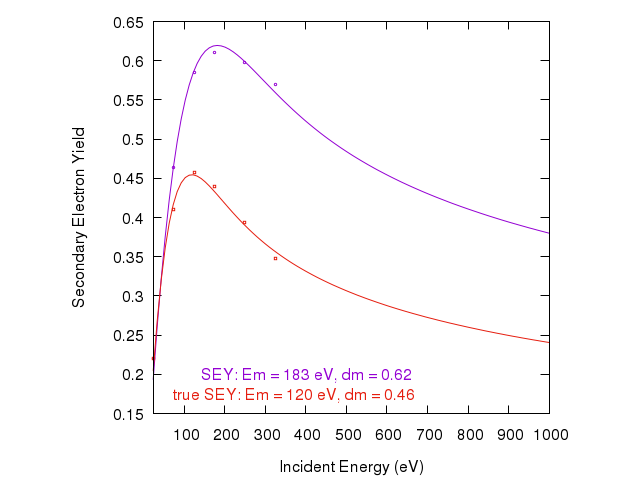 0.65
0.6
0.55
0.5
0.45
0.4
0.35
0.3
0.25
0.2
0.15
Secondary Electron Yield
SEY: Em = 183 eV, dm = 0.62
true SEY: Em = 120 eV, dm = 0.46
100 200 300 400 500 600 700 800 900 1000
Incident Energy (eV)